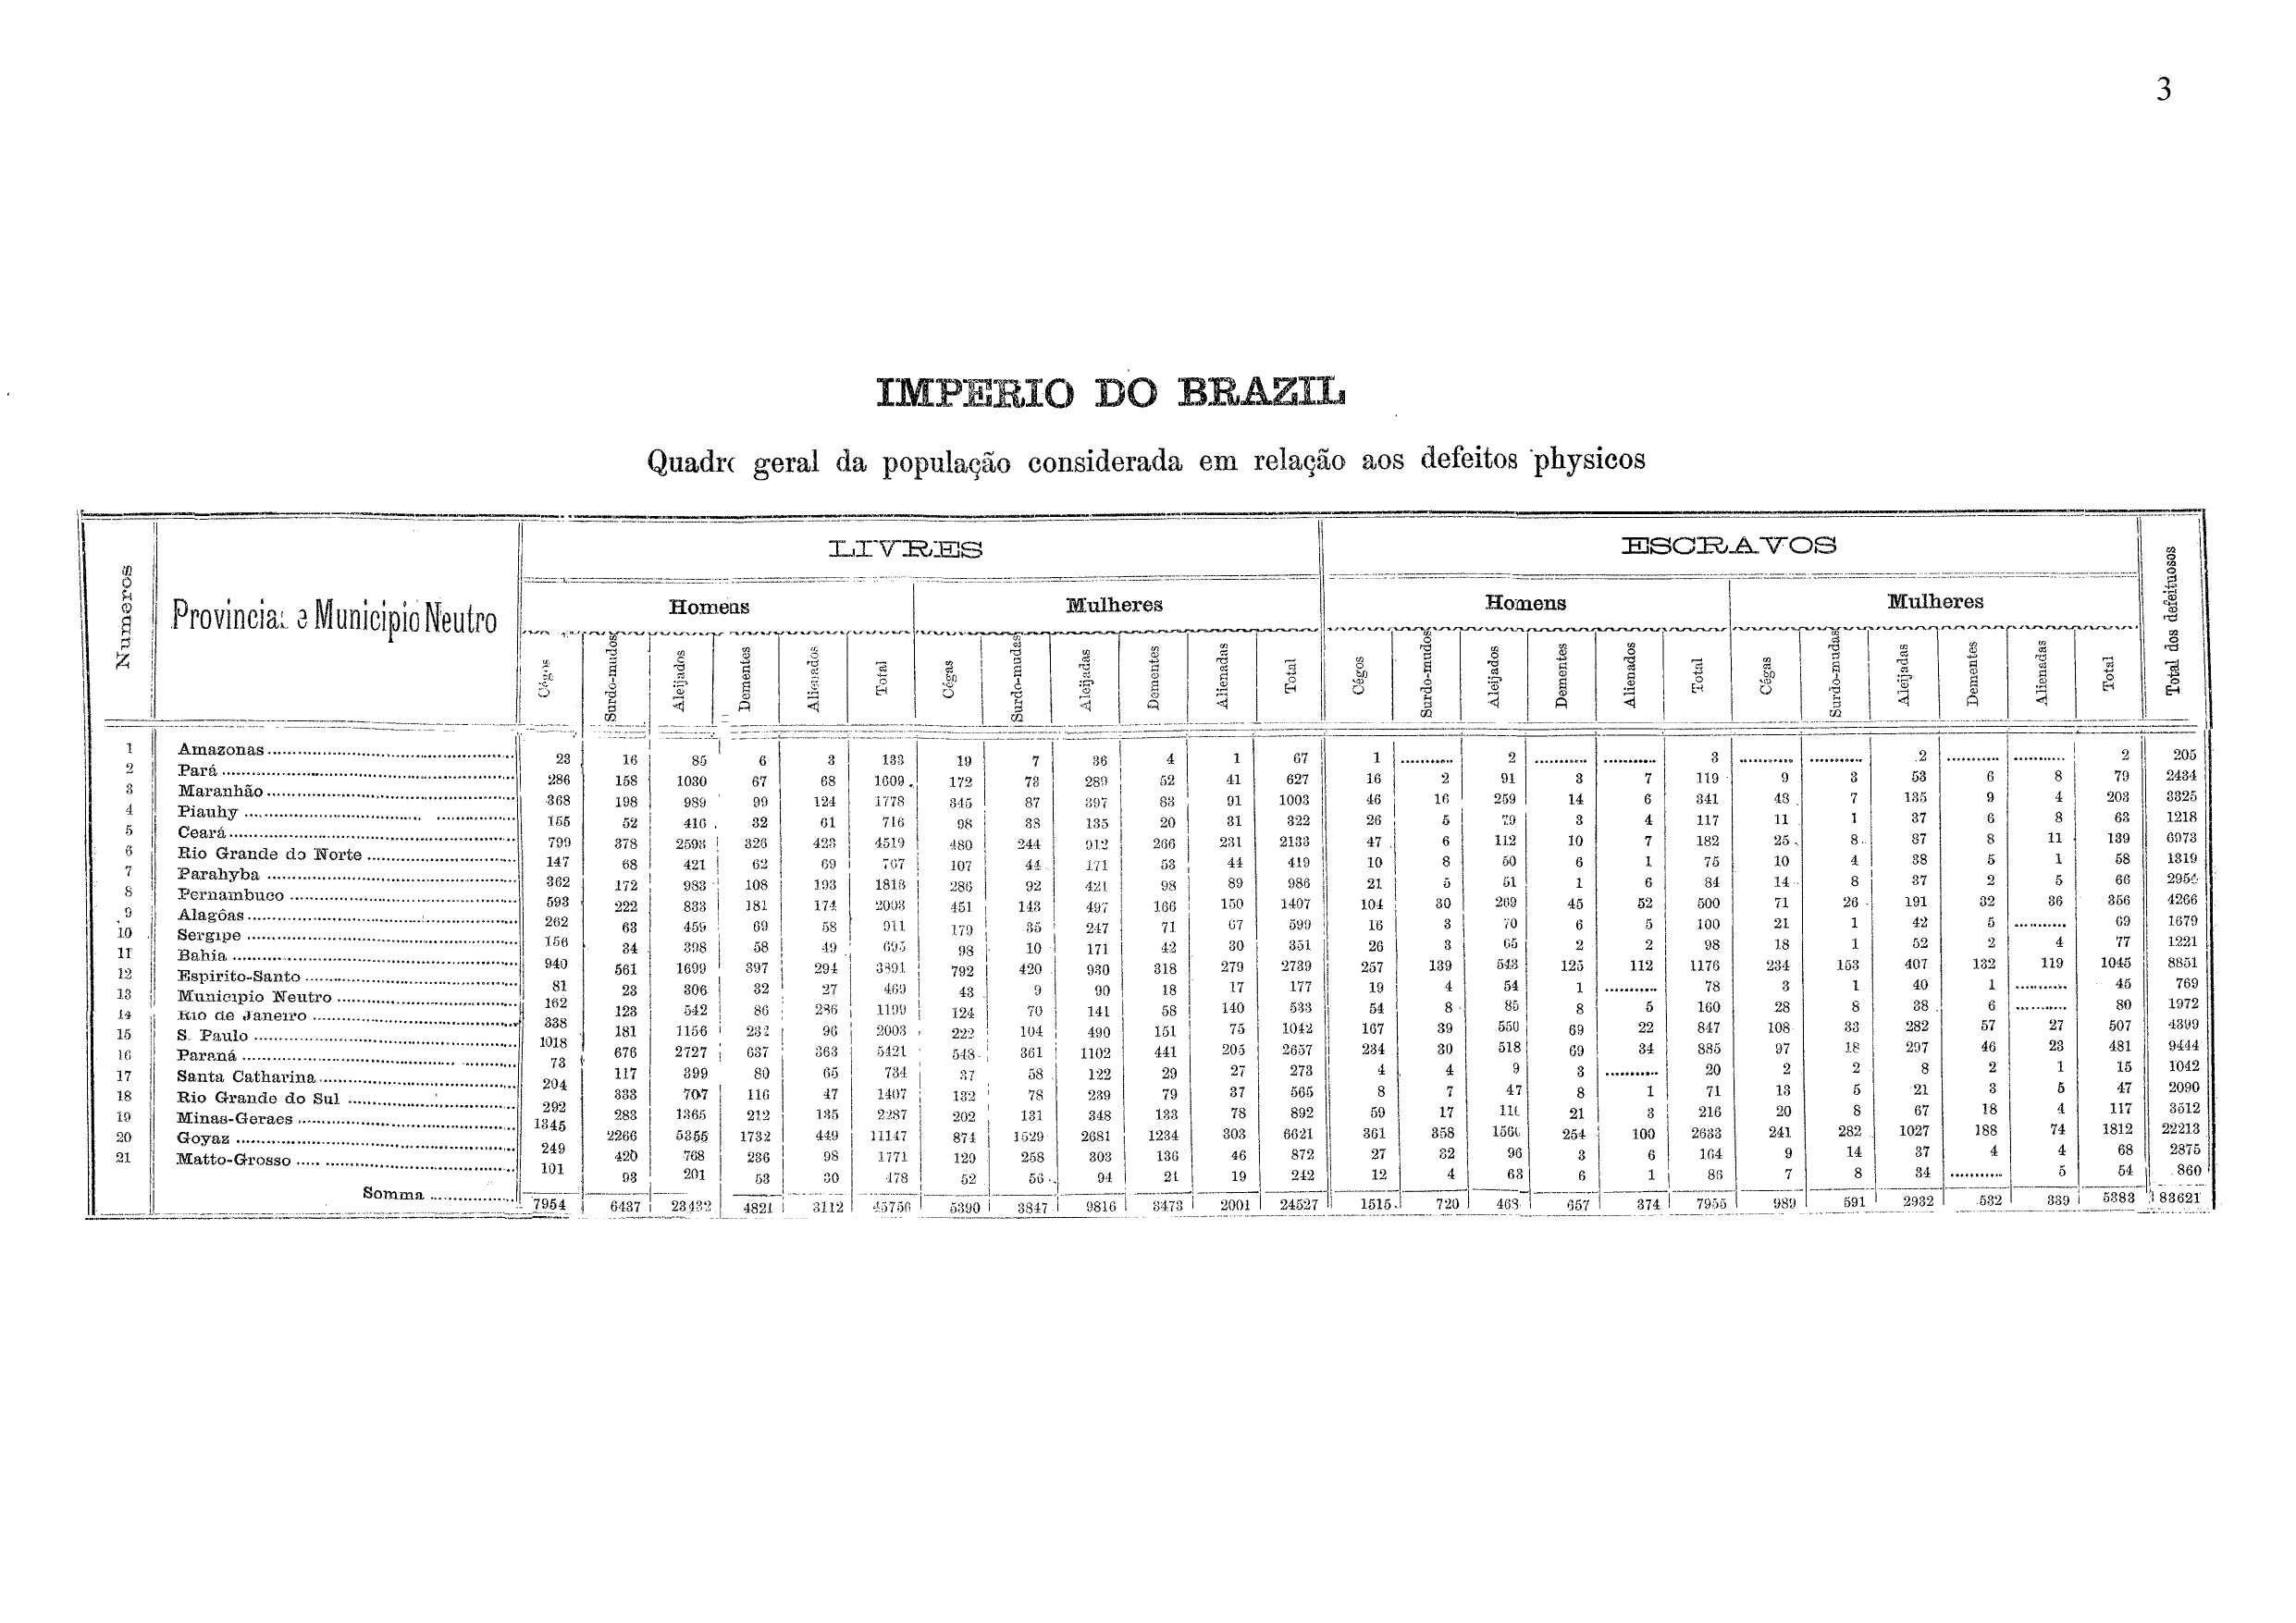 3
IMPERIO DO BRAZIL
Quadro geral da população considerada em relação aos defeitos physicos
Numeros Provincias e Municipio Neutro LIVRES ESCRAVOS Total dos defeituosos
Homens Mulheres Homens Mulheres
Cégos Surdo-mudos Aleijados Dementes Alienados Total Cégas Surdo-mudas Aleijadas Dementes Alienadas Total Cégos Surdo-mudos Aleijados Dementes Alienados Total Cégas Surdo-mudas Aleijadas Dementes Alienadas Total
1 Amazonas 23 16 85 6 3 133 19 7 36 4 1 67 1 .......... 2 .......... .......... 3 .......... .......... 2 .......... .......... 2 205
2 Pará 286 158 1030 67 68 1609 172 73 289 52 41 627 16 2 91 3 7 119 9 3 53 6 8 79 2434
3 Maranhão 368 198 989 99 124 1778 345 87 397 83 91 1003 46 16 259 14 6 341 48 7 135 9 4 203 3325
4 Piauhy 155 52 416 32 61 716 98 38 135 20 31 322 26 5 79 3 4 117 11 1 37 6 8 63 1218
5 Ceará 799 378 2593 326 423 4519 480 244 912 266 231 2133 47 6 112 10 7 182 25 8 87 8 11 139 6973
6 Rio Grande do Norte 147 68 421 62 69 767 107 44 171 53 44 419 10 8 50 6 1 75 10 4 38 5 1 58 1319
7 Parahyba 362 172 983 108 193 1818 286 92 421 98 89 986 21 5 51 1 6 84 14 8 37 2 5 66 2954
8 Pernambuco 593 222 833 181 174 2003 451 143 497 166 150 1407 104 30 269 45 52 500 71 26 191 32 36 356 4266
9 Alagôas 262 63 459 69 58 911 179 35 247 71 67 599 16 3 70 6 5 100 21 1 42 5 .......... 69 1679
10 Sergipe 156 34 398 58 49 695 98 10 171 42 30 351 26 3 65 2 2 98 18 1 52 2 4 77 1221
11 Bahia 940 561 1699 397 294 3891 792 420 930 318 279 2739 257 139 543 125 112 1176 234 153 407 132 119 1045 8851
12 Espirito-Santo 81 23 306 32 27 469 43 9 90 18 17 177 19 4 54 1 .......... 78 3 1 40 1 .......... 45 769
13 Municipio Neutro 162 123 542 86 286 1199 124 70 141 58 140 533 54 8 85 8 5 160 28 8 38 6 .......... 80 1972
14 Rio de Janeiro 338 181 1156 232 96 2003 222 104 490 151 75 1042 167 39 550 69 22 847 108 33 282 57 27 507 4399
15 S. Paulo 1018 676 2727 637 363 5421 548 361 1102 441 205 2657 234 30 518 69 34 885 97 18 297 46 23 481 9444
16 Paraná 73 117 399 80 65 734 37 58 122 29 27 273 4 4 9 3 .......... 20 2 2 8 2 1 15 1042
17 Santa Catharina 204 333 707 116 47 1407 132 78 239 79 37 565 8 7 47 8 1 71 13 5 21 3 5 47 2090
18 Rio Grande do Sul 292 283 1365 212 135 2287 202 131 348 133 78 892 59 17 116 21 3 216 20 8 67 18 4 117 3512
19 Minas-Geraes 1345 2266 5355 1732 449 11147 874 1529 2681 1234 303 6621 361 358 1560 254 100 2633 241 282 1027 188 74 1812 22213
20 Goyaz 249 420 768 236 98 1771 129 258 303 136 46 872 27 32 96 3 6 164 9 14 37 4 4 68 2875
21 Matto-Grosso 101 93 201 53 30 478 52 56 94 21 19 242 12 4 63 6 1 86 7 8 34 .......... 5 54 860
Somma 7954 6437 23432 4821 3112 45756 5390 3847 9816 3473 2001 24527 1515 720 468 657 374 7955 989 591 2932 532 339 5383 83621